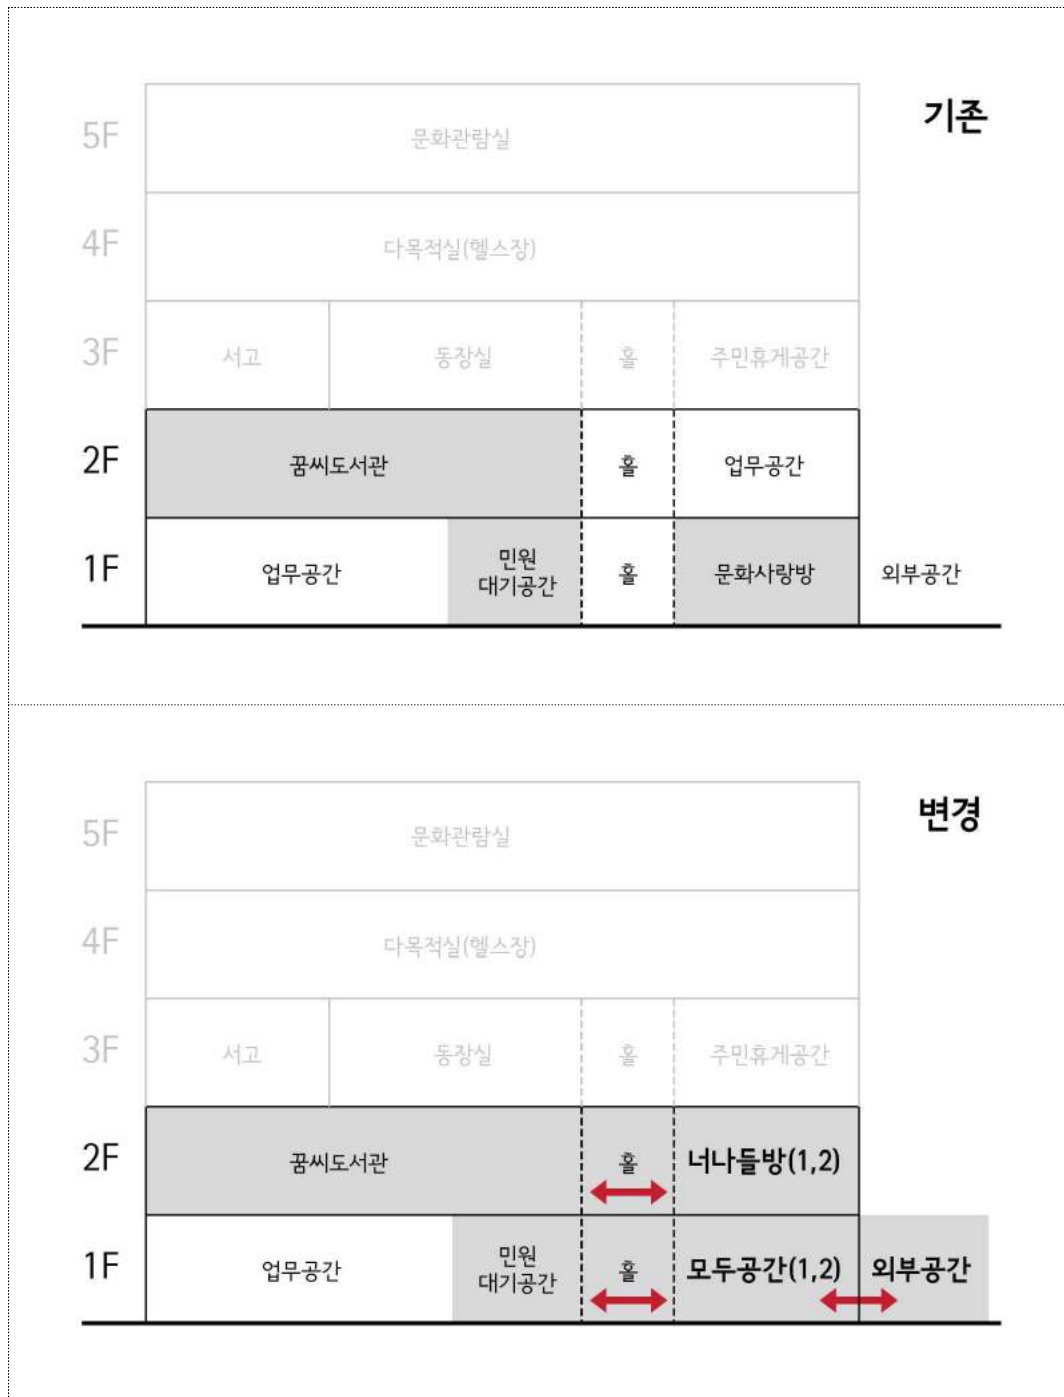 기존
5F
문화관람실
4F
다목적실(헬스장)
3F
서고
동장실
홀
주민휴게공간
2F
꿈씨도서관
홀
업무공간
1F
업무공간
민원
대기공간
홀
문화사랑방
외부공간
변경
5F
문화관람실
4F
다목적실(헬스장)
3F
서고
동장실
홀
주민휴게공간
2F
꿈씨도서관
홀
너나들방(1,2)
1F
업무공간
민원
대기공간
홀
모두공간(1,2)
외부공간